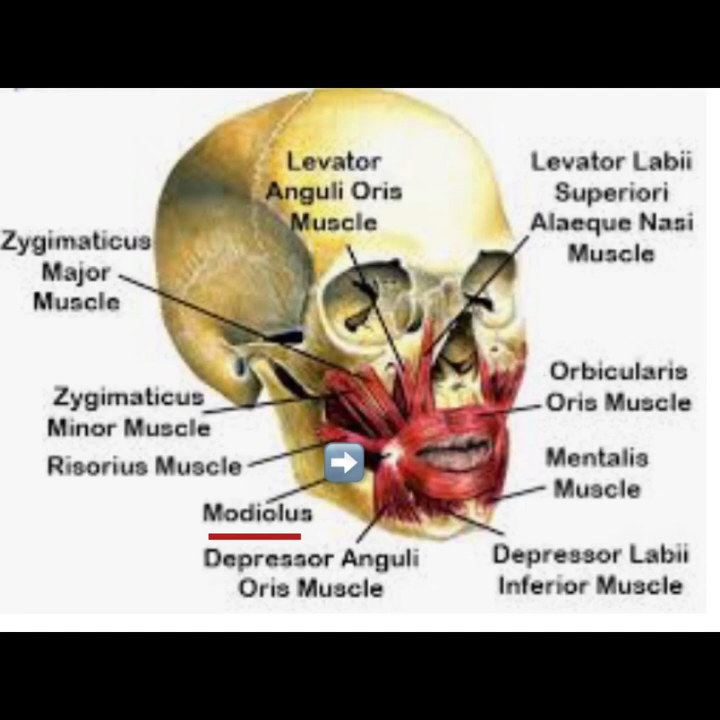 Levator
Anguli Oris
Muscle
Levator Labii
Superiori
Alaeque Nasi
Muscle
Zygimaticus
Major
Muscle
Zygimaticus
Minor Muscle
Orbicularis
Oris Muscle
Risorius Muscle
Mentalis
Muscle
Modiolus
Depressor Anguli
Oris Muscle
Depressor Labii
Inferior Muscle